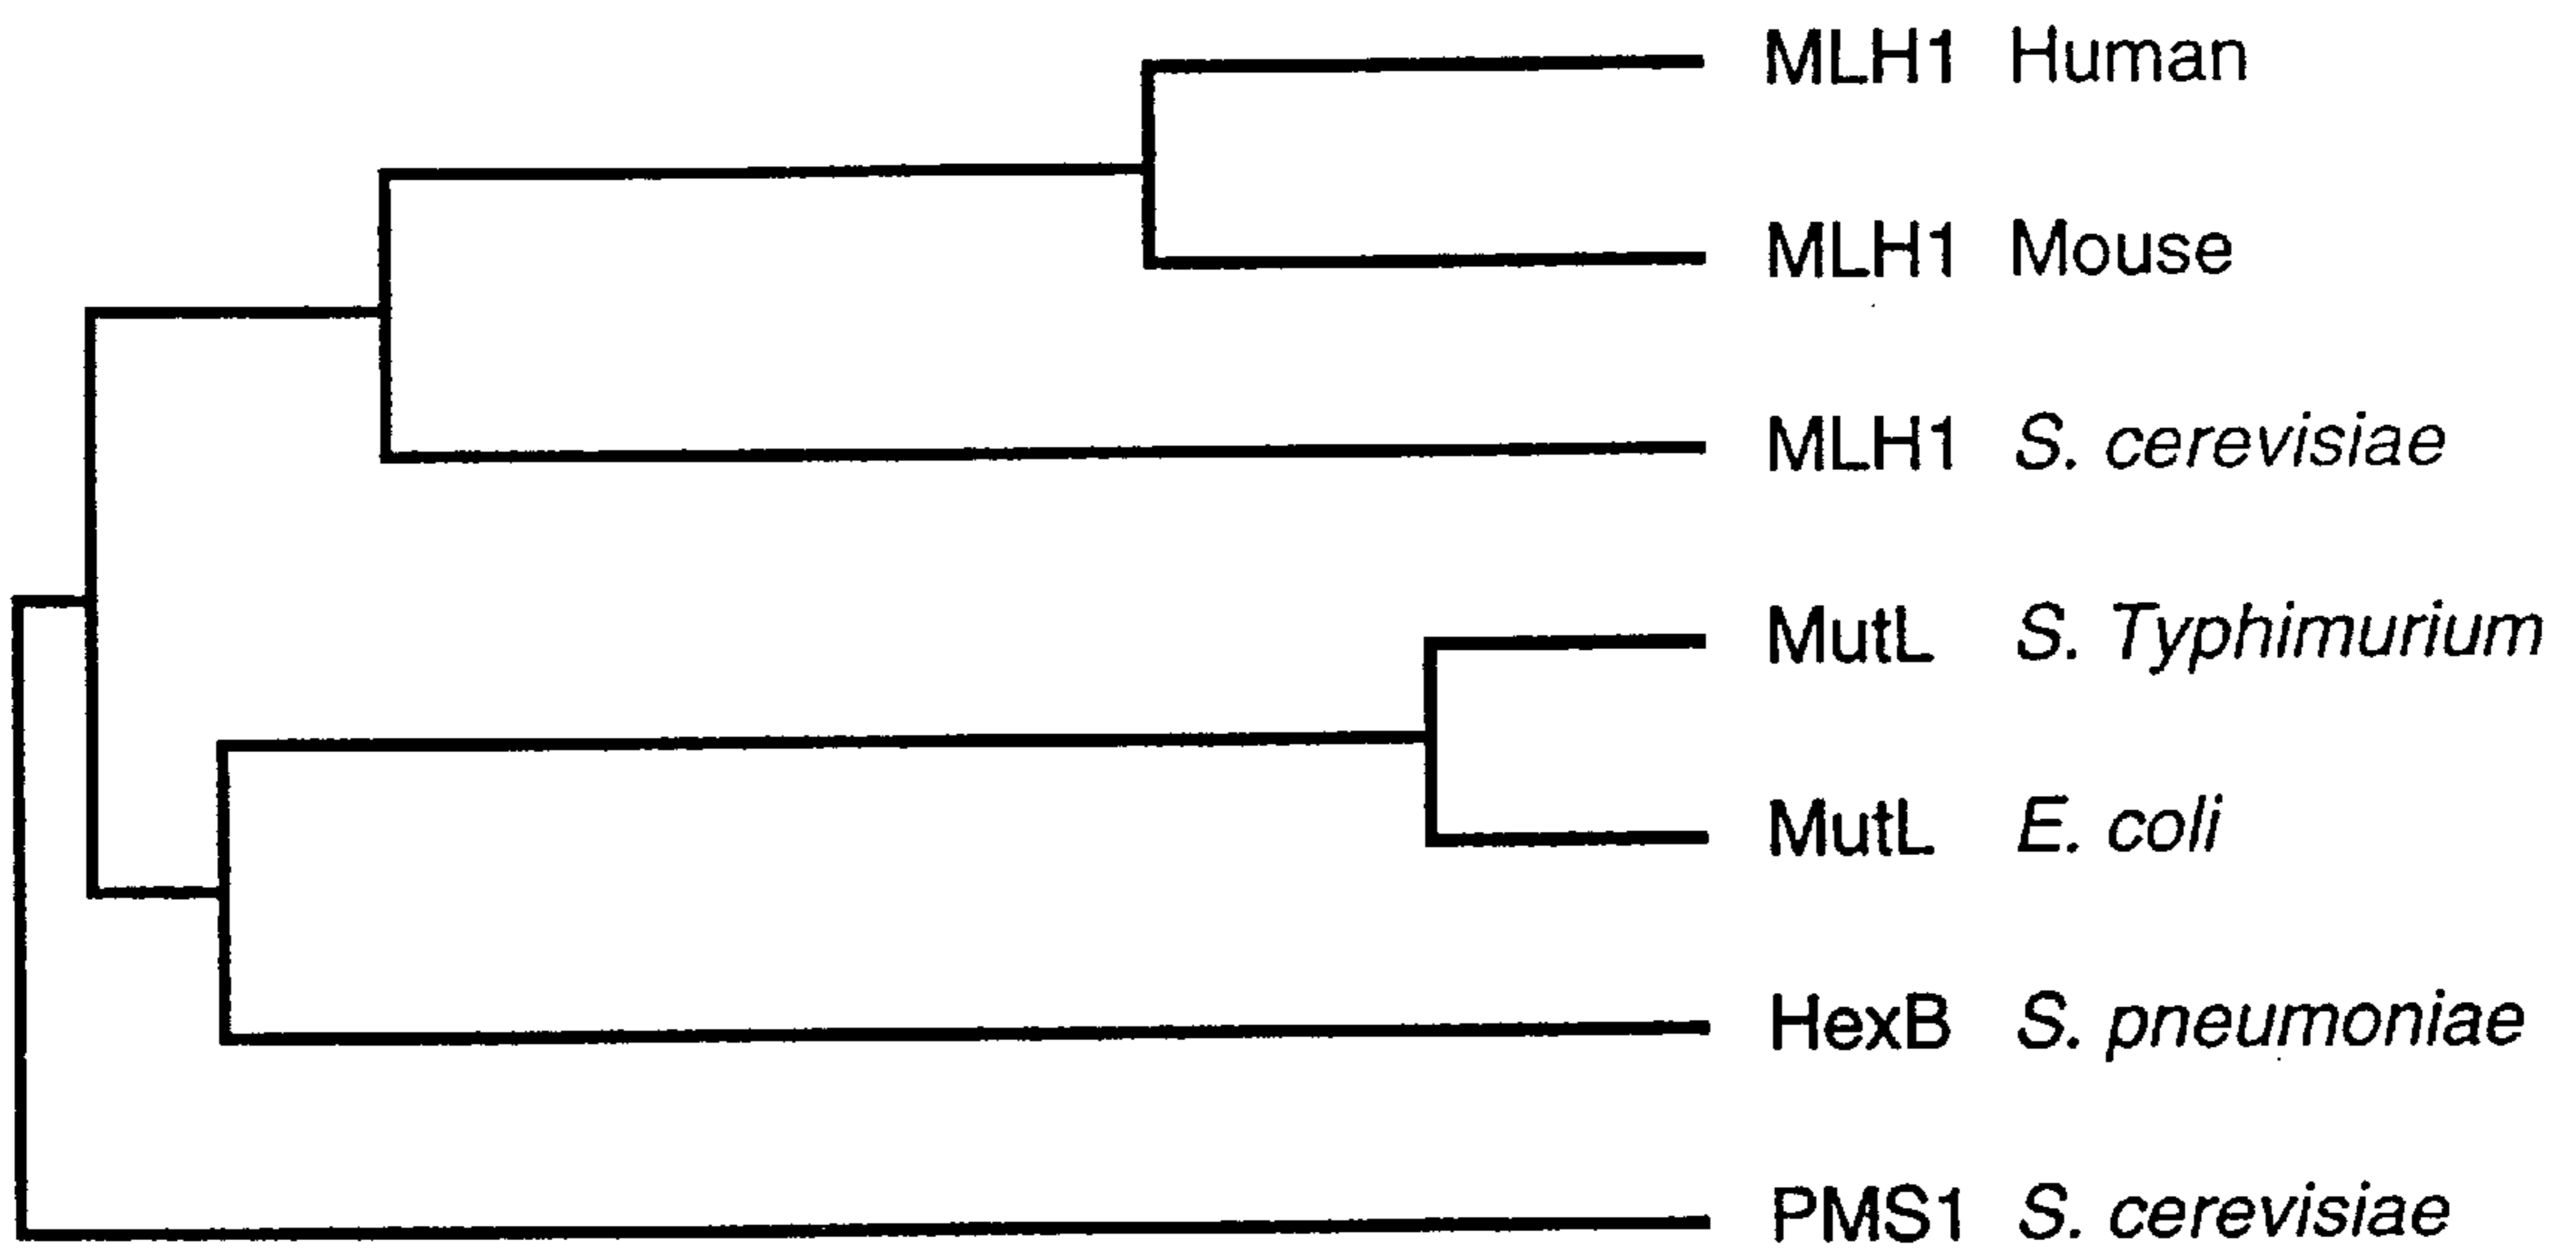 MLH1 Human
MLH1 Mouse
MLH1 S. cerevisiae
MutL S. Typhimurium
MutL E. coli
HexB S. pneumoniae
PMS1 S. cerevisiae